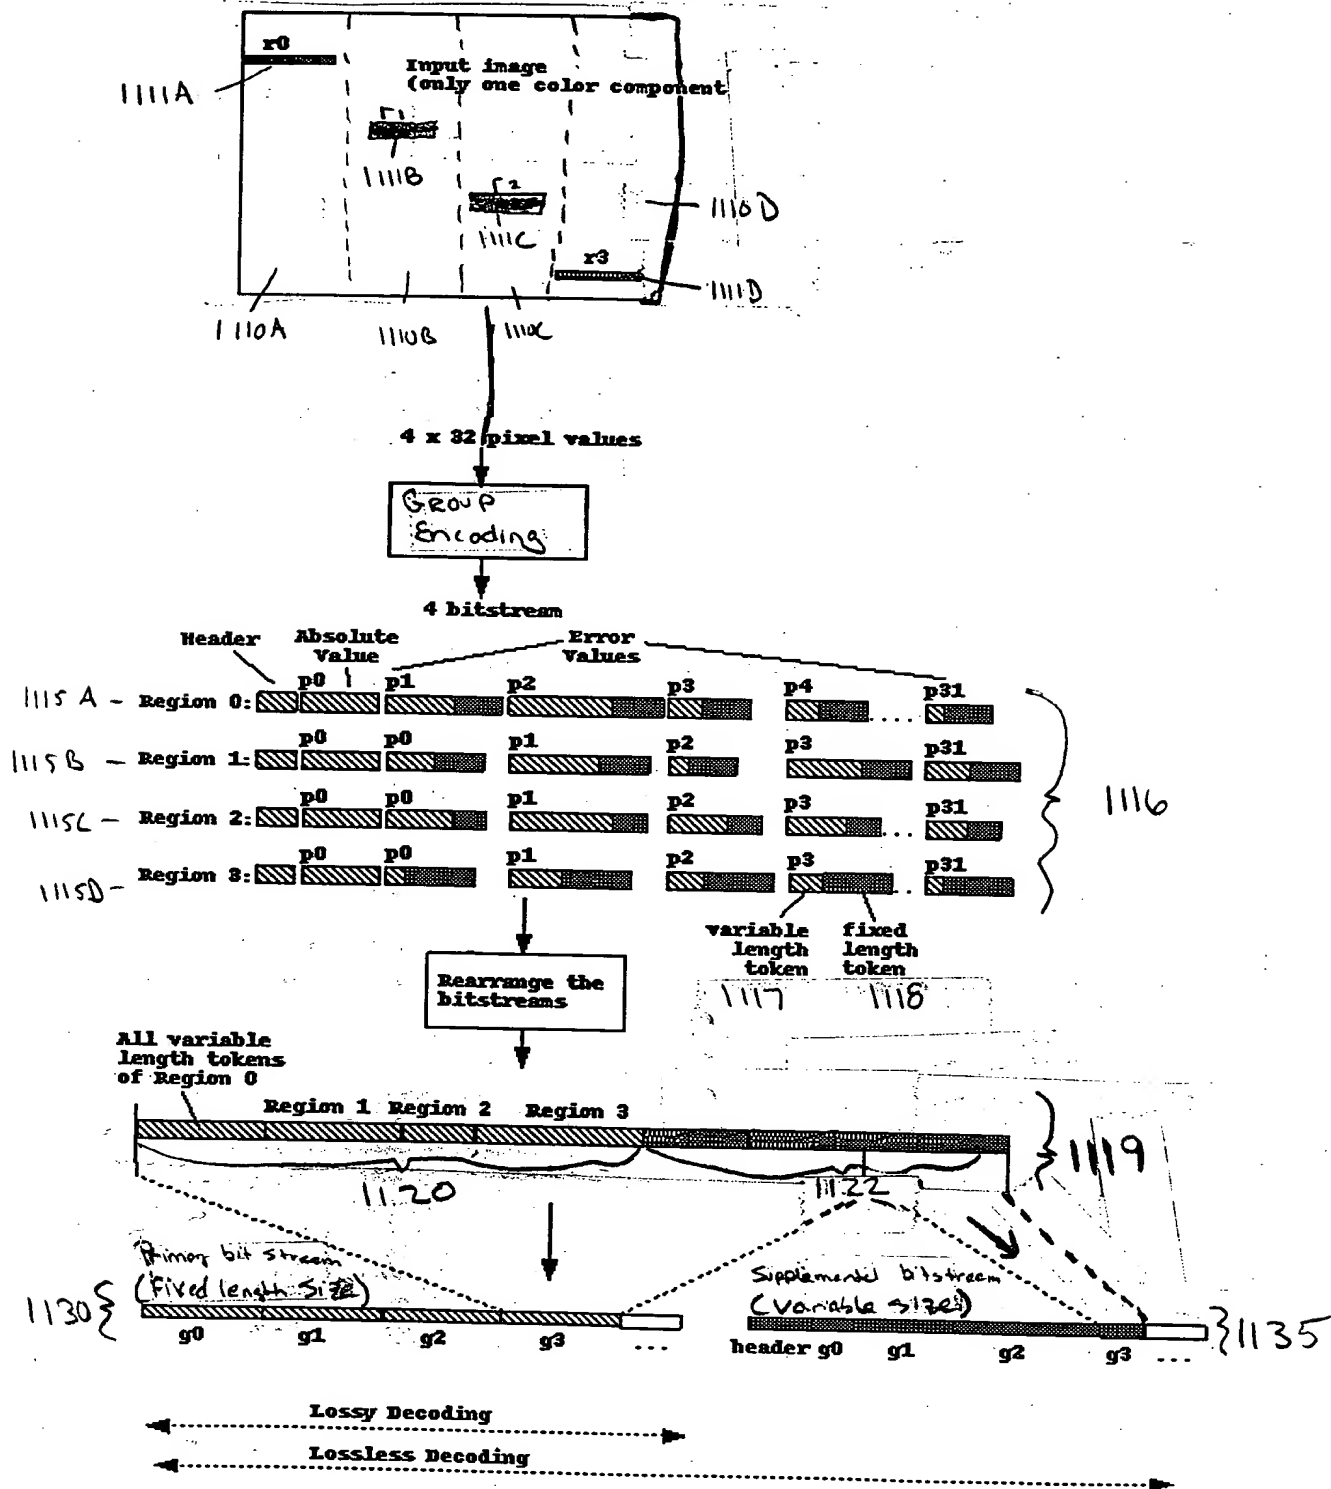 r0
Input image
(only one color component
1111A
r1
1111B
r2
1111C
1110D
r3
1111D
1110A
1110B
1110C
4 x 32 pixel values
GROUP
Encoding
4 bitstream
Header
Absolute
Value
Error
Values
p0 p1 p2 p3 p4 p31
1115A - Region 0: ....
p0 p0 p1 p2 p3 p31
1115B - Region 1:
p0 p0 p1 p2 p3 p31
1115C - Region 2: ...
1116
p0 p0 p1 p2 p3 p31
1115D - Region 3: ..
variable
length
token
1117
fixed
length
token
1118
Rearrange the
bitstreams
All variable
length tokens
of Region 0
Region 1 Region 2 Region 3
1119
1120
1122
Primary bit stream
(Fixed length Size)
1130
g0 g1 g2 g3 ...
Supplemental bitstream
(variable size)
1135
header g0 g1 g2 g3 ...
Lossy Decoding
Lossless Decoding